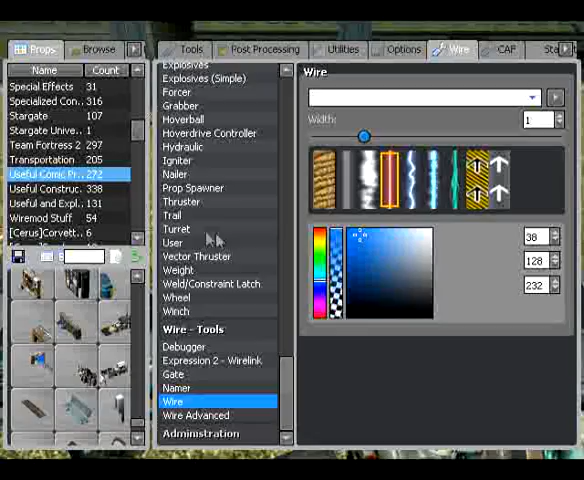 Props
Browse
Tools
Post Processing
Utilities
Options
Wire
CAF
Name
Count
Special Effects 31
Specialized Con.. 316
Stargate 107
Stargate Unive.. 1
Team Fortress 2 297
Transportation 205
Useful Comic Pr.. 272
Useful Construc.. 338
Useful and Expl.. 131
Wiremod Stuff 54
[Cerus]Corvett..
Explosives
Explosives (Simple)
Forcer
Grabber
Hoverball
Hoverdrive Controller
Hydraulic
Igniter
Nailer
Prop Spawner
Thruster
Trail
Turret
User
Vector Thruster
Weight
Weld/Constraint Latch
Wheel
Winch
Wire - Tools
Debugger
Expression 2 - Wirelink
Gate
Namer
Wire
Wire Advanced
Administration
Wire
Width:
1
38
128
232